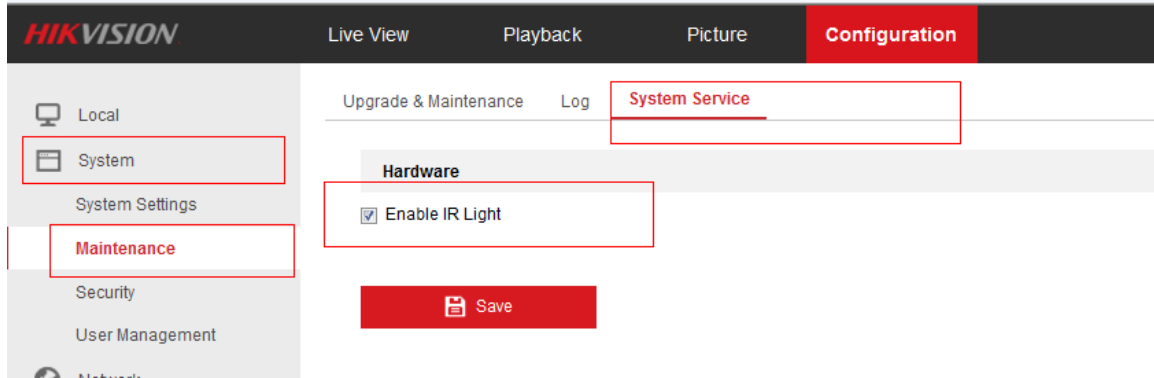 HIKVISION
Live View Playback Picture Configuration
Local
System
System Settings
Maintenance
Security
User Management
Network
Upgrade & Maintenance Log System Service
Hardware
Enable IR Light
Save